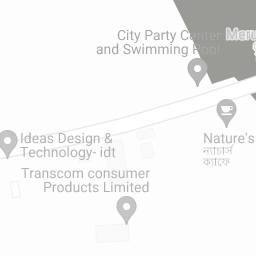 City Party Center
and Swimming Pool
Ideas Design &
Technology- idt
Nature's
ন্যাচার্স
ক্যাফে
Transcom consumer
Products Limited